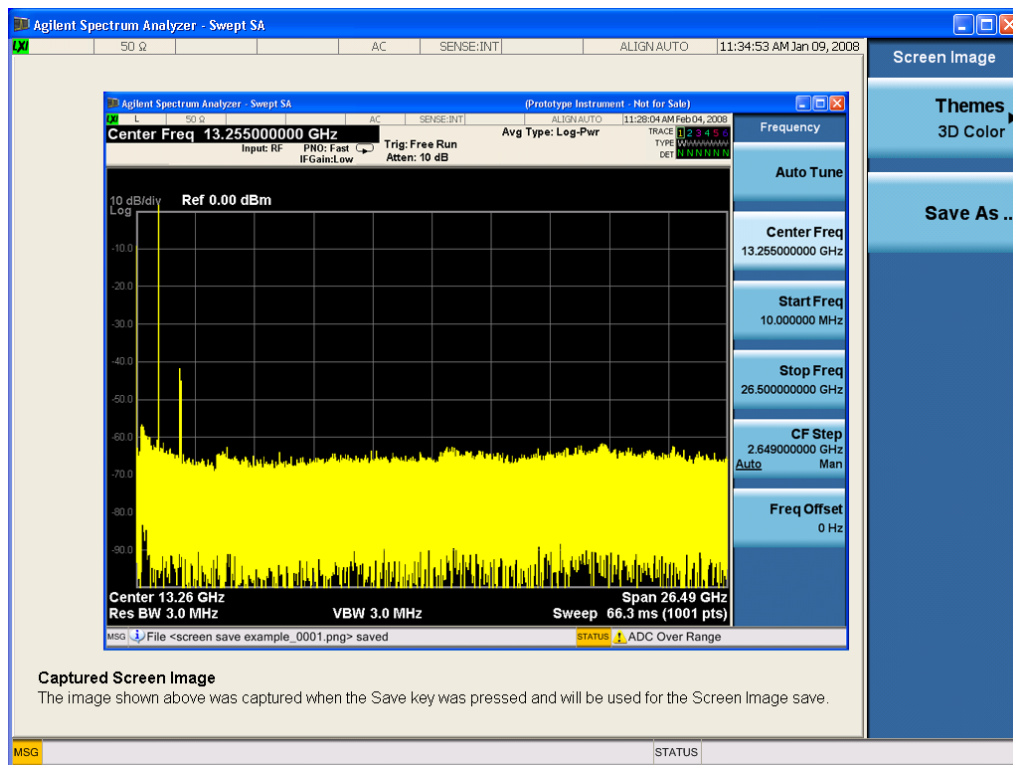 Agilent Spectrum Analyzer - Swept SA
LXI 50 Ω AC SENSE:INT ALIGN AUTO 11:34:53 AM Jan 09, 2008
Screen Image
Themes
3D Color
Save As ..
Agilent Spectrum Analyzer - Swept SA (Prototype Instrument - Not for Sale)
LXI L 50 Ω AC SENSE:INT ALIGN AUTO 11:28:04 AM Feb 04, 2008
Center Freq 13.255000000 GHz
Input: RF
PNO: Fast
IFGain:Low
Trig: Free Run
Atten: 10 dB
Avg Type: Log-Pwr
TRACE 1 2 3 4 5 6
TYPE WWWWWW
DET N N N N N N
10 dB/div Ref 0.00 dBm
Log
-10.0
-20.0
-30.0
-40.0
-50.0
-60.0
-70.0
-80.0
-90.0
Center 13.26 GHz Span 26.49 GHz
Res BW 3.0 MHz VBW 3.0 MHz Sweep 66.3 ms (1001 pts)
Frequency
Auto Tune
Center Freq
13.255000000 GHz
Start Freq
10.000000 MHz
Stop Freq
26.500000000 GHz
CF Step
2.649000000 GHz
Auto Man
Freq Offset
0 Hz
MSG File <screen save example_0001.png> saved STATUS ADC Over Range
Captured Screen Image
The image shown above was captured when the Save key was pressed and will be used for the Screen Image save.
MSG STATUS